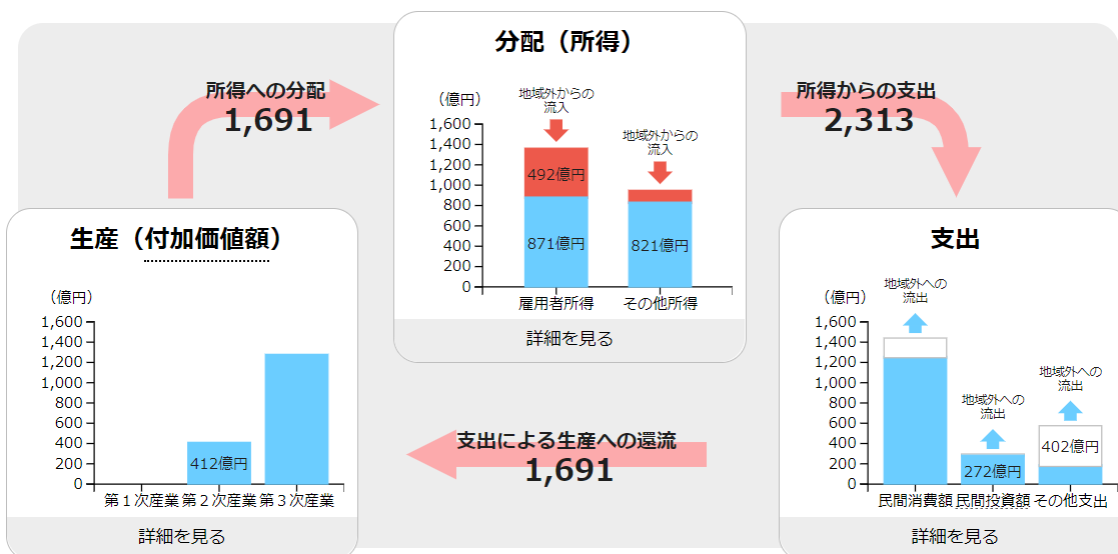 分配（所得）
所得への分配
1,691
所得からの支出
2,313
（億円）
地域外からの
流入
地域外からの
流入
1,600
1,400
1,200
1,000
800
600
400
200
0
492億円
871億円
821億円
雇用者所得
その他所得
詳細を見る
生産（付加価値額）
（億円）
1,600
1,400
1,200
1,000
800
600
400
200
0
412億円
第１次産業
第２次産業
第３次産業
詳細を見る
支出による生産への還流
1,691
支出
（億円）
地域外への
流出
地域外への
流出
地域外への
流出
1,600
1,400
1,200
1,000
800
600
400
200
0
272億円
402億円
民間消費額
民間投資額
その他支出
詳細を見る